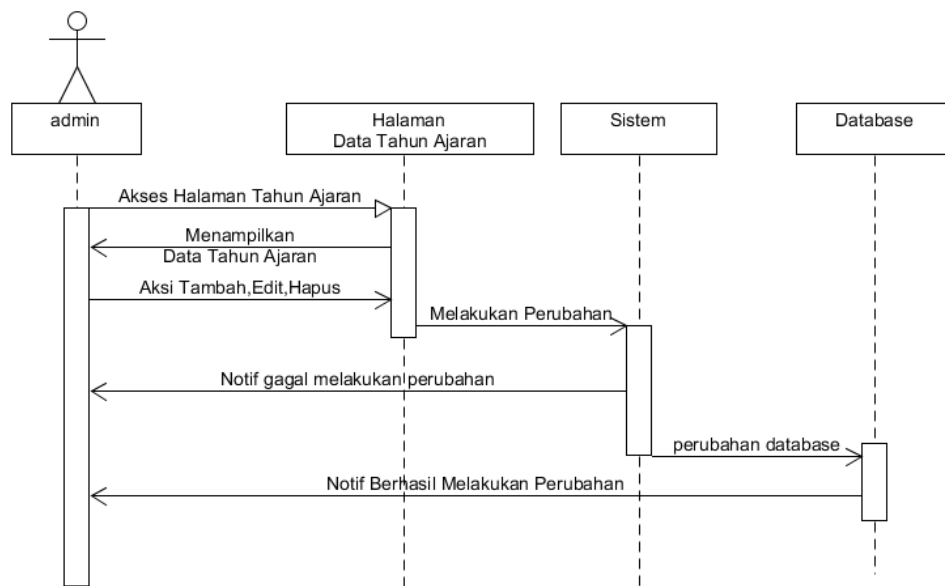 admin
Halaman
Data Tahun Ajaran
Sistem
Database
Akses Halaman Tahun Ajaran
Menampilkan
Data Tahun Ajaran
Aksi Tambah,Edit,Hapus
Melakukan Perubahan
Notif gagal melakukan perubahan
perubahan database
Notif Berhasil Melakukan Perubahan